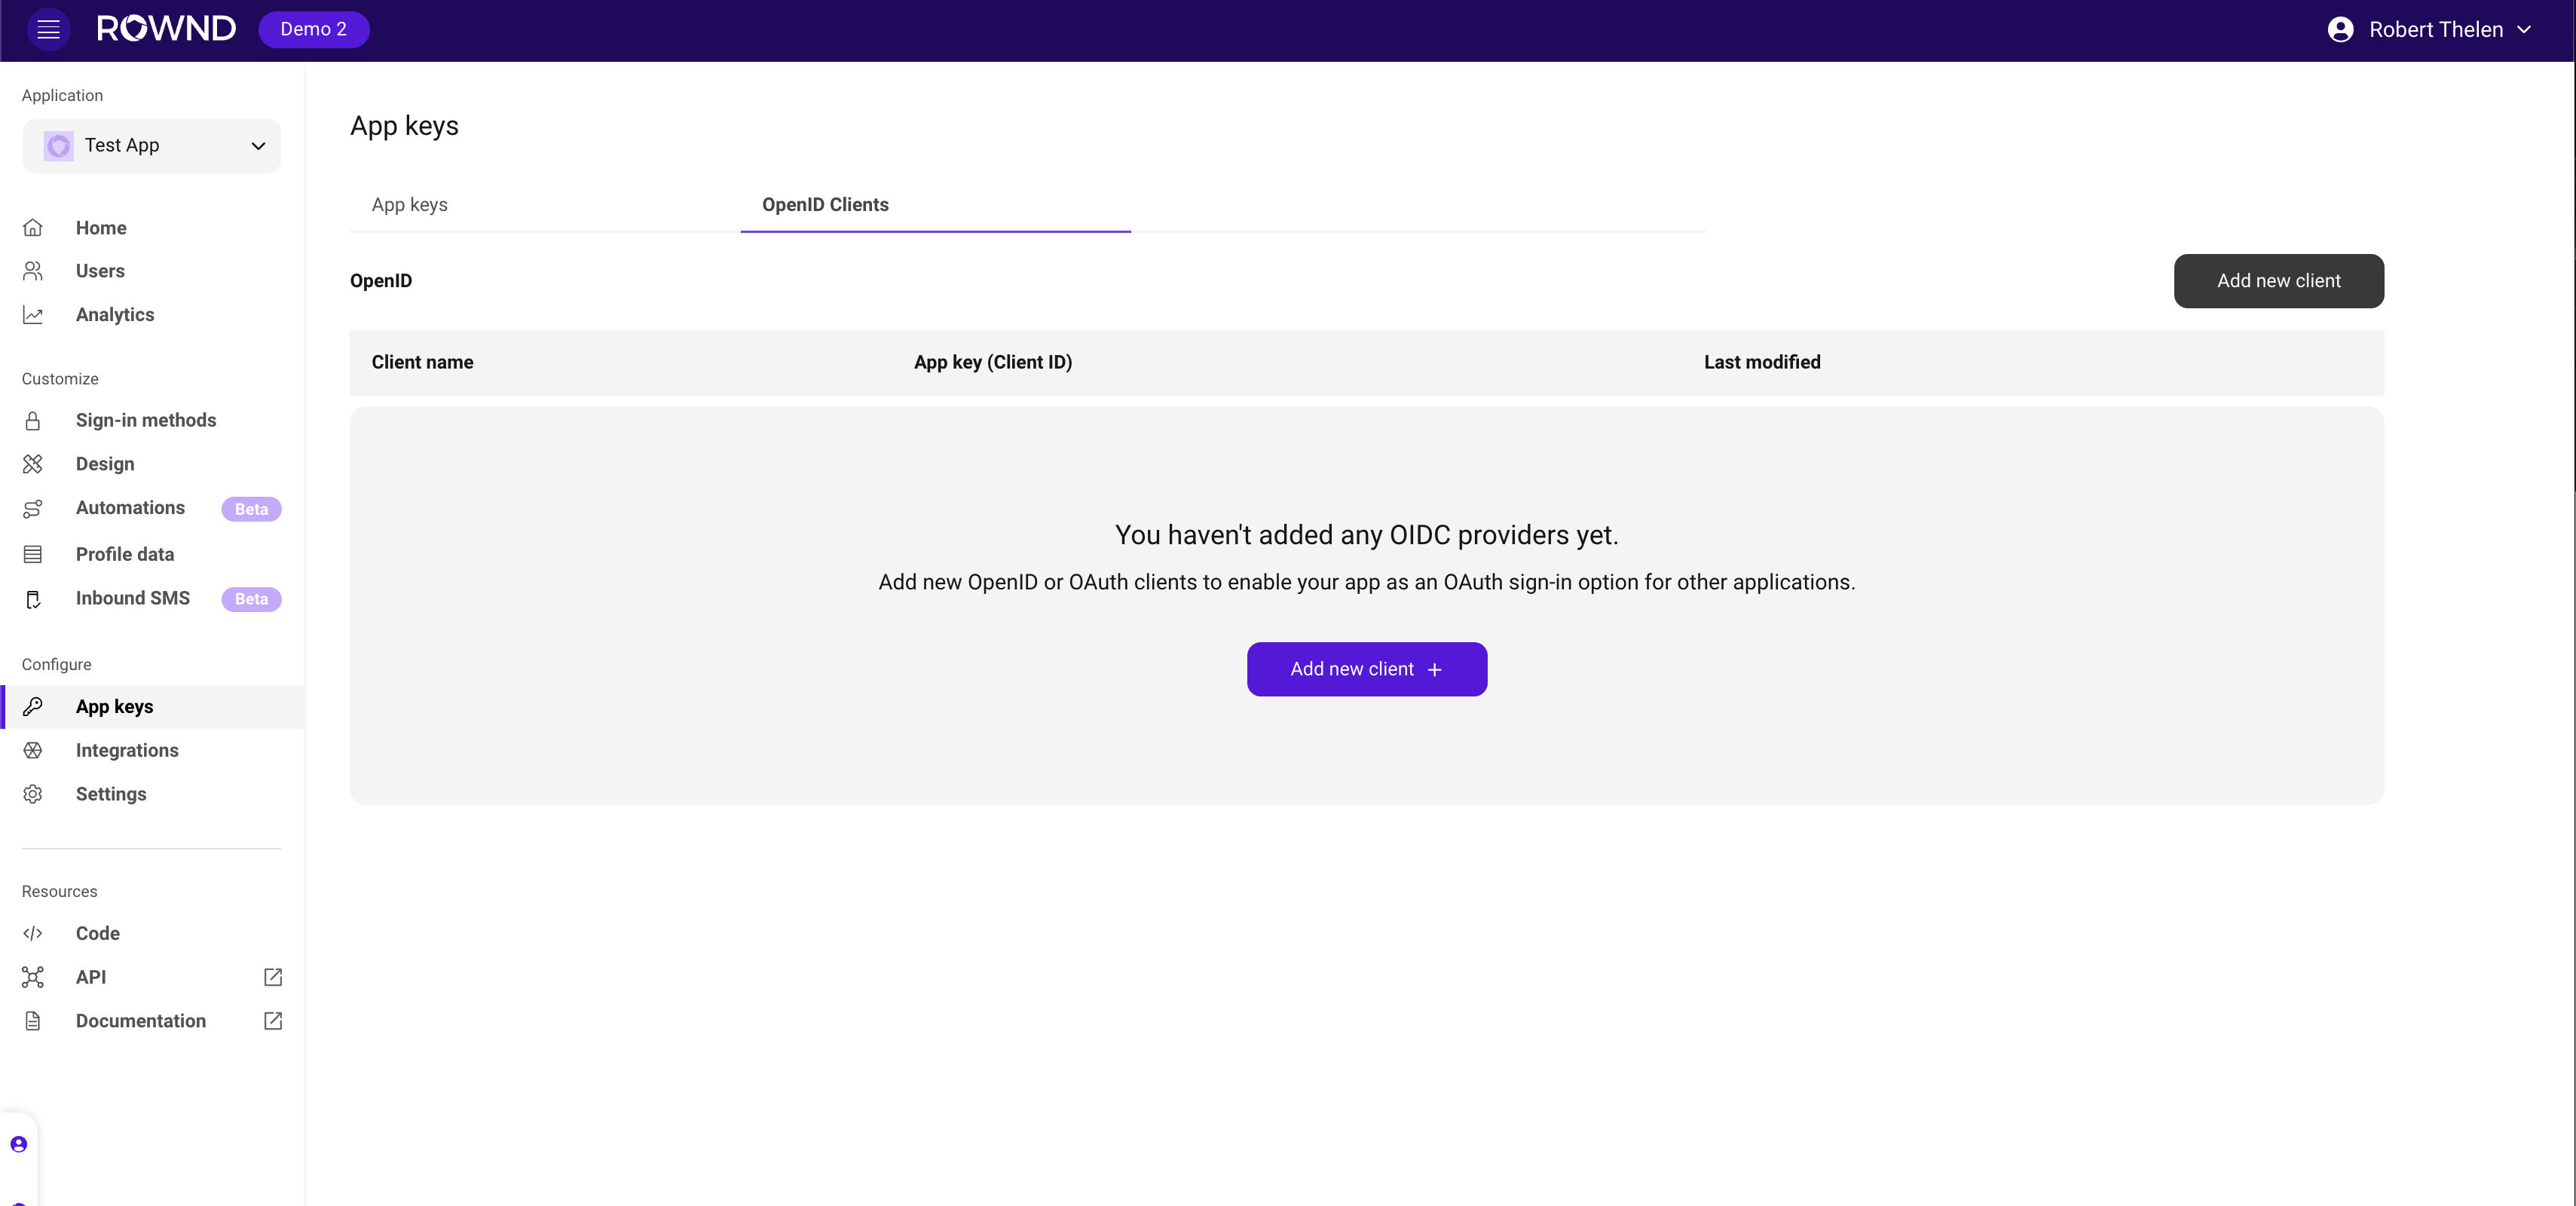 ROWND
Demo 2
Robert Thelen
Application
Test App
Home
Users
Analytics
Customize
Sign-in methods
Design
Automations Beta
Profile data
Inbound SMS Beta
Configure
App keys
Integrations
Settings
Resources
Code
API
Documentation
App keys
App keys OpenID Clients
OpenID
Add new client
Client name App key (Client ID) Last modified
You haven't added any OIDC providers yet.
Add new OpenID or OAuth clients to enable your app as an OAuth sign-in option for other applications.
Add new client +